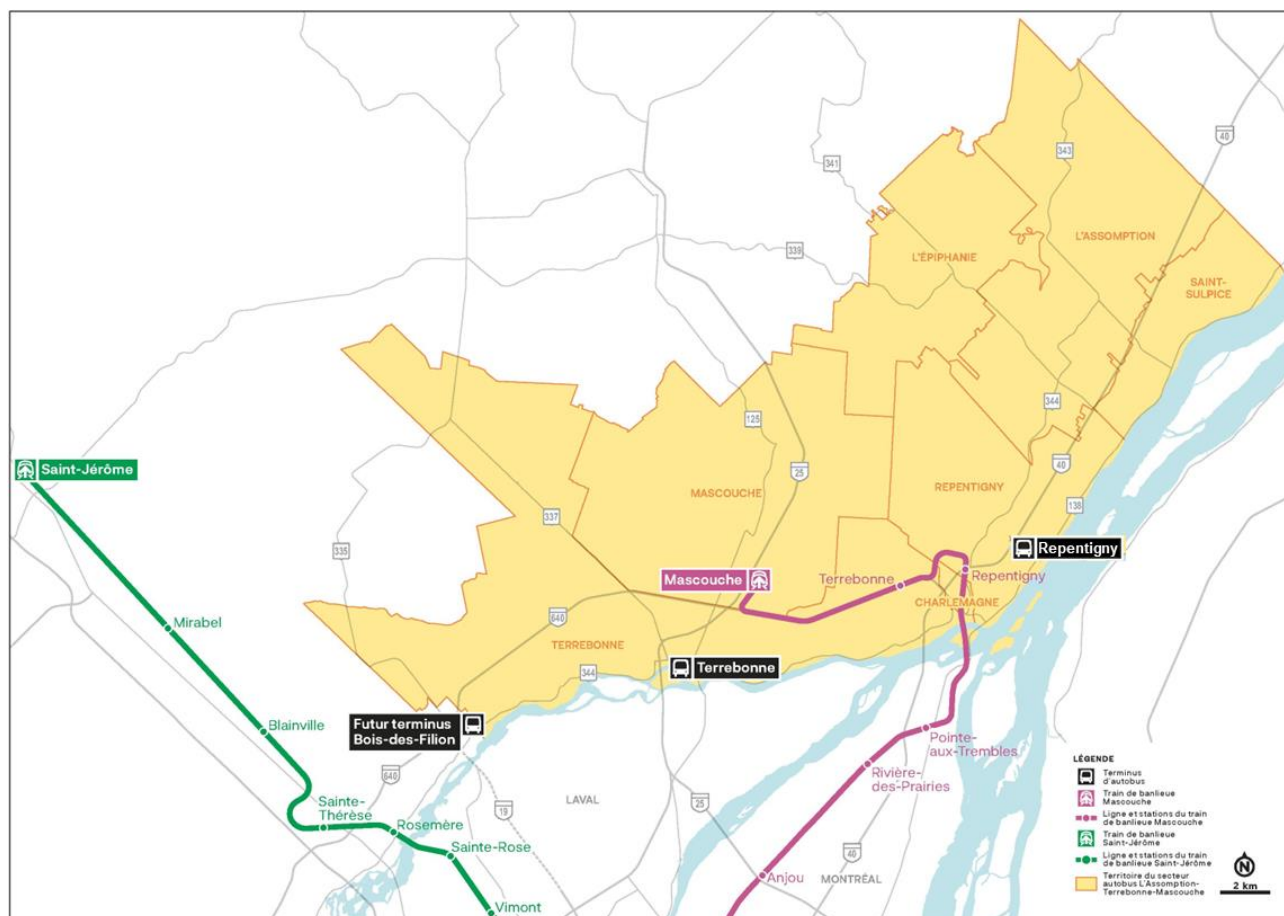 40
343
341
L'ASSOMPTION
339
L'ÉPIPHANIE
SAINT-
SULPICE
344
125
Saint-Jérôme
25
40
MASCOUCHE
REPENTIGNY
138
337
335
Repentigny
Mascouche
Terrebonne
Repentigny
CHARLEMAGNE
640
Mirabel
TERREBONNE
344
Terrebonne
Blainville
Futur terminus
Bois-des-Filion
Pointe-
aux-Trembles
640
Rivière-
des-Prairies
LAVAL
19
25
Sainte-
Thérèse
Rosemère
Sainte-Rose
40
Anjou
MONTRÉAL
Vimont
LÉGENDE
Terminus
d'autobus
Train de banlieue
Mascouche
Ligne et stations du train
de banlieue Mascouche
Train de banlieue
Saint-Jérôme
Ligne et stations du train
de banlieue Saint-Jérôme
Territoire du secteur
autobus L'Assomption-
Terrebonne-Mascouche
N
2 km